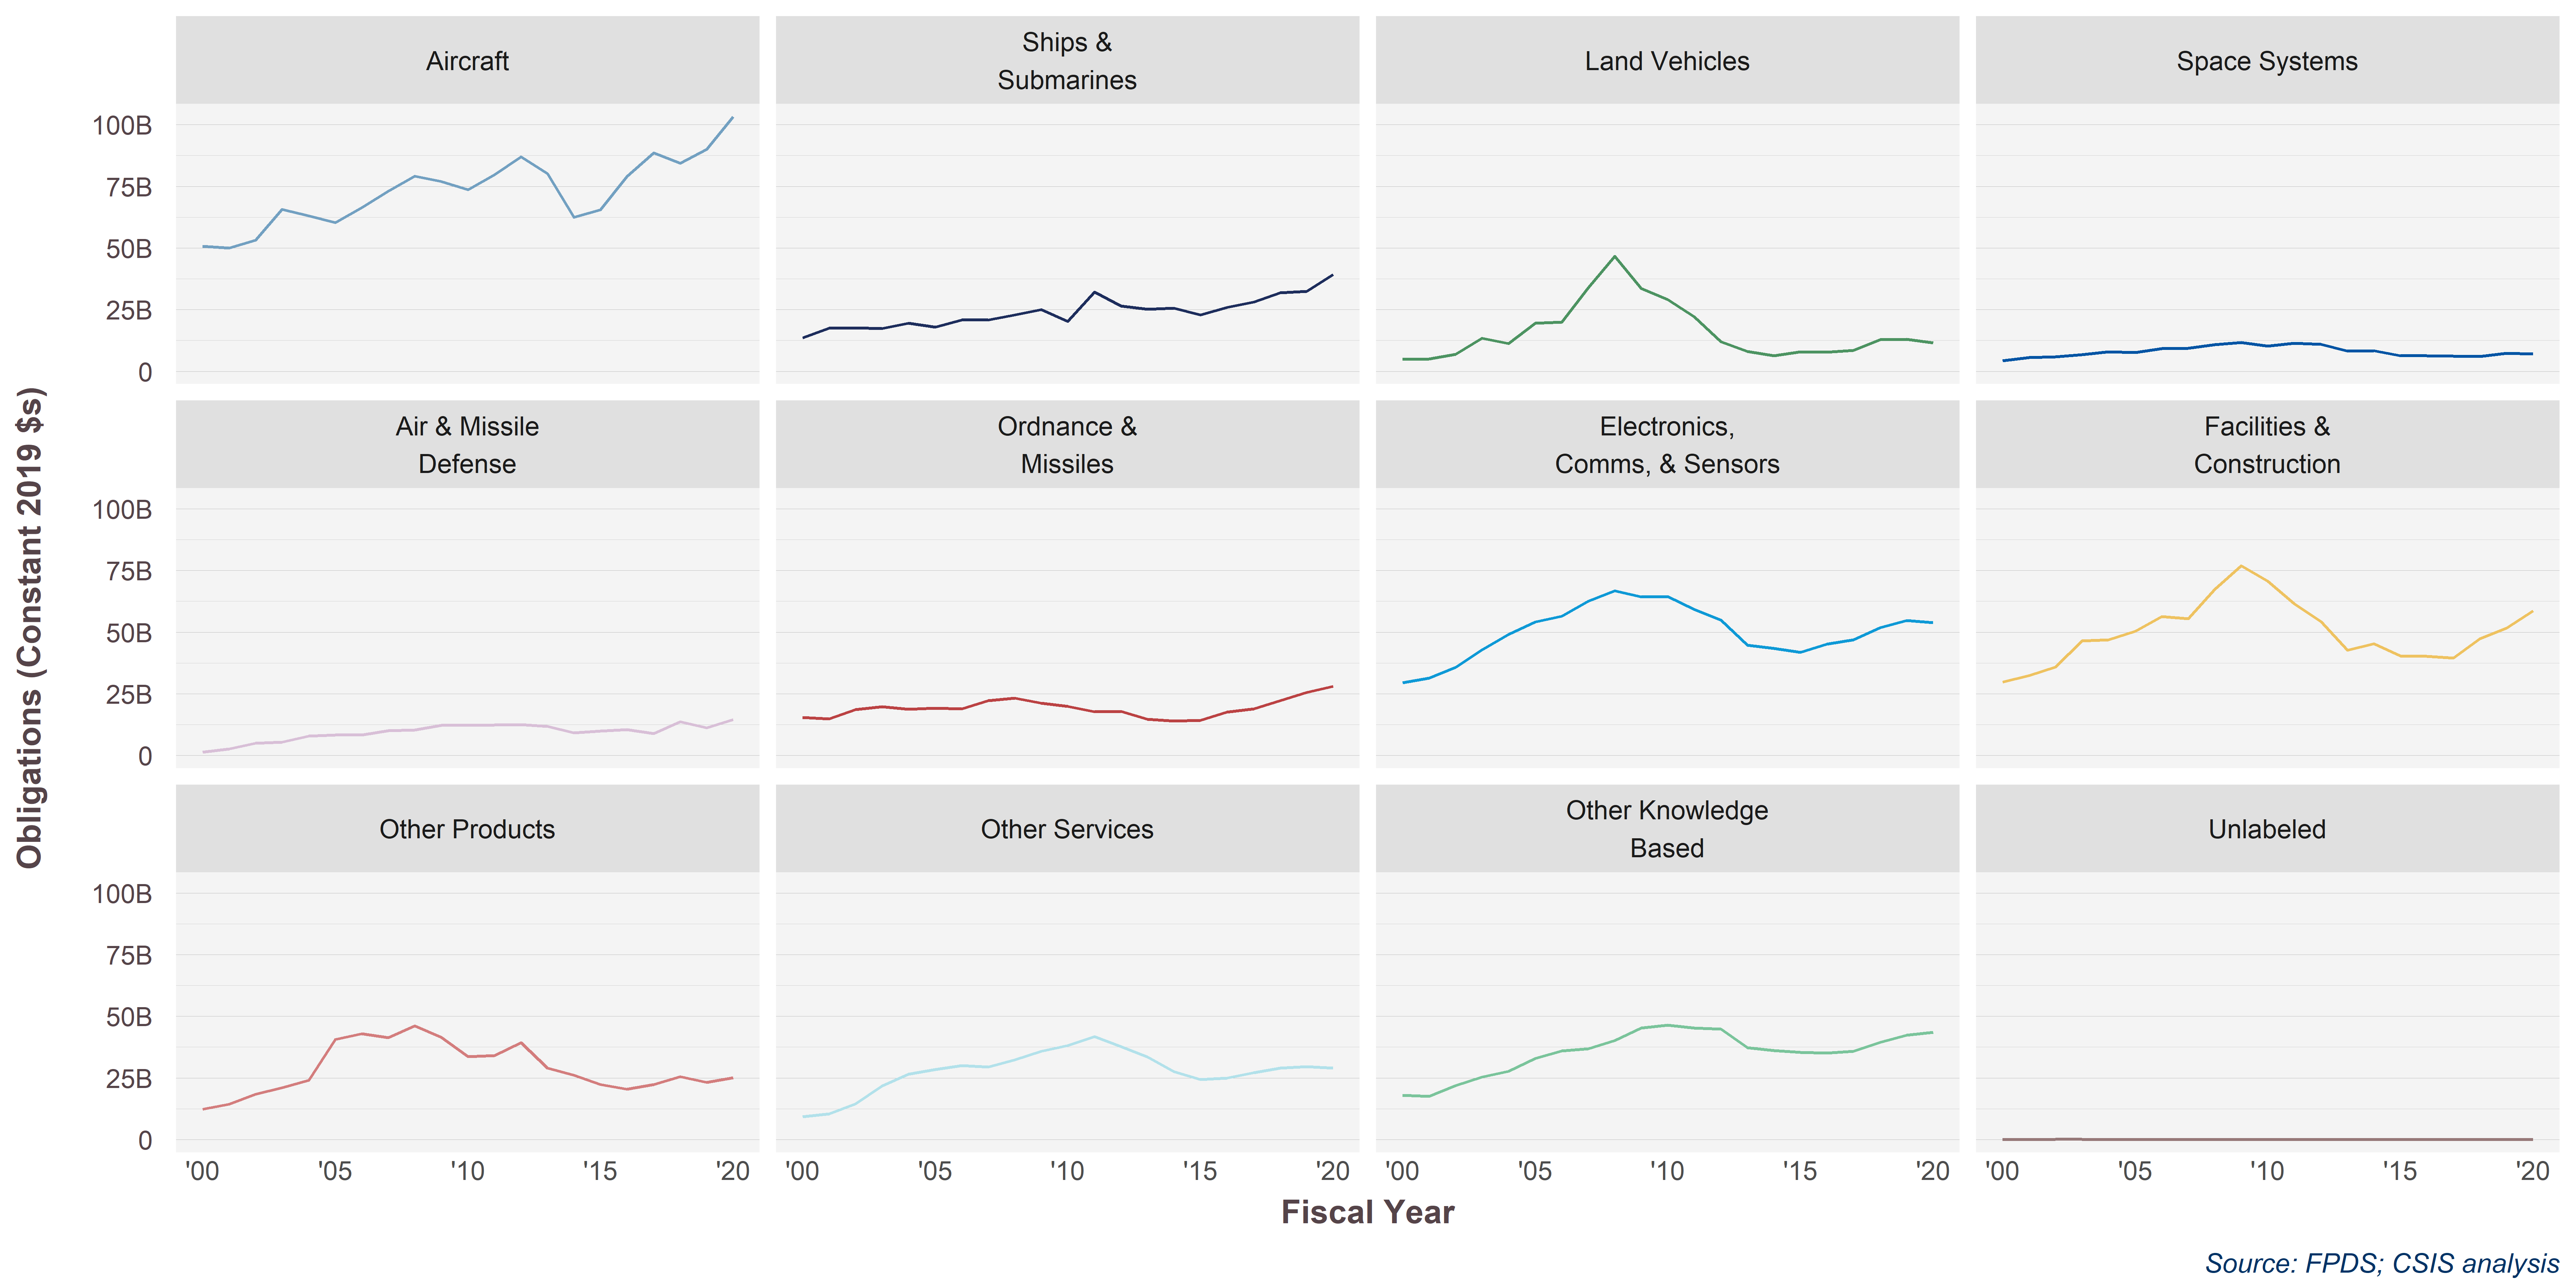 Aircraft
Ships &
Submarines
Land Vehicles
Space Systems
100B
75B
50B
25B
0
Air & Missile
Defense
Ordnance &
Missiles
Electronics,
Comms, & Sensors
Facilities &
Construction
100B
75B
50B
25B
0
Other Products
Other Services
Other Knowledge
Based
Unlabeled
100B
75B
50B
25B
0
'00 '05 '10 '15 '20
'00 '05 '10 '15 '20
'00 '05 '10 '15 '20
'00 '05 '10 '15 '20
Obligations (Constant 2019 $s)
Fiscal Year
Source: FPDS; CSIS analysis